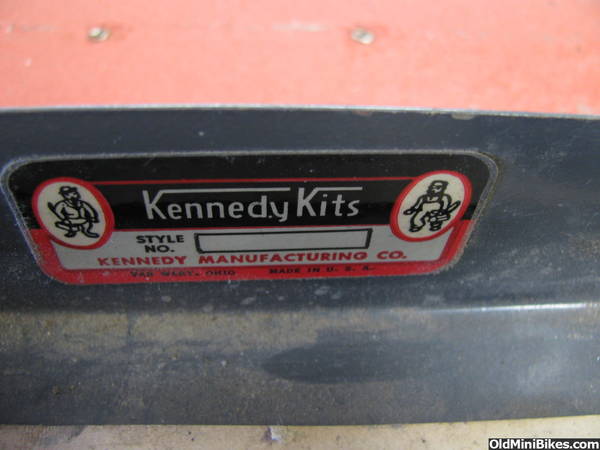 Kennedy Kits
STYLE
NO.
KENNEDY MANUFACTURING CO.
VAN WERT, OHIO MADE IN U. S. A.
OldMiniBikes.com